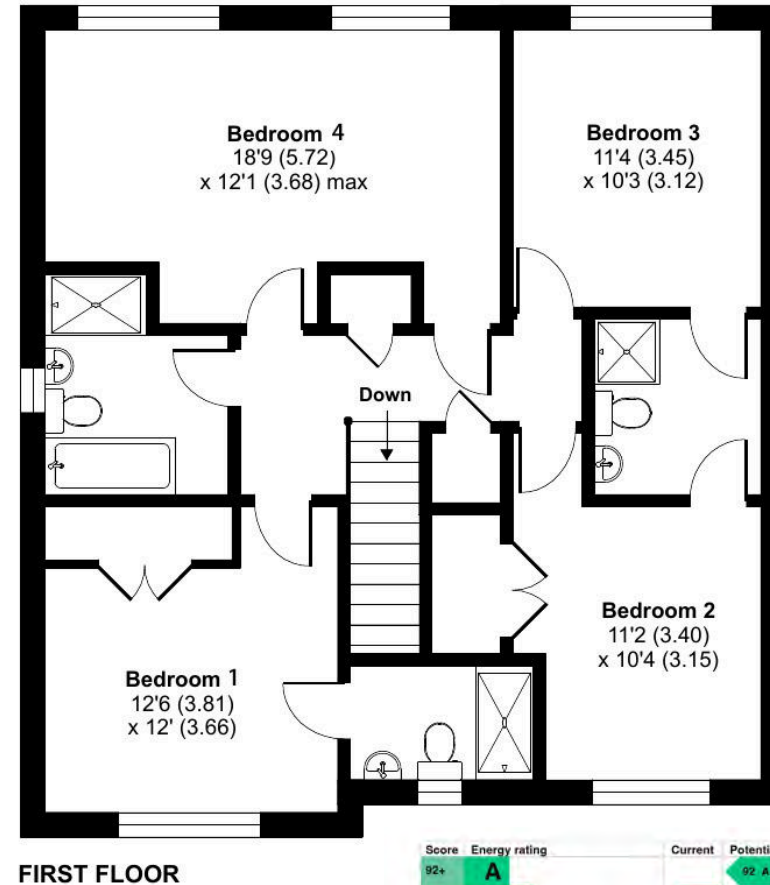 Bedroom 4
18'9 (5.72)
x 12'1 (3.68) max
Bedroom 3
11'4 (3.45)
x 10'3 (3.12)
Down
Bedroom 2
11'2 (3.40)
x 10'4 (3.15)
Bedroom 1
12'6 (3.81)
x 12' (3.66)
FIRST FLOOR
Score Energy rating Current Potenti
92+ A 92 A